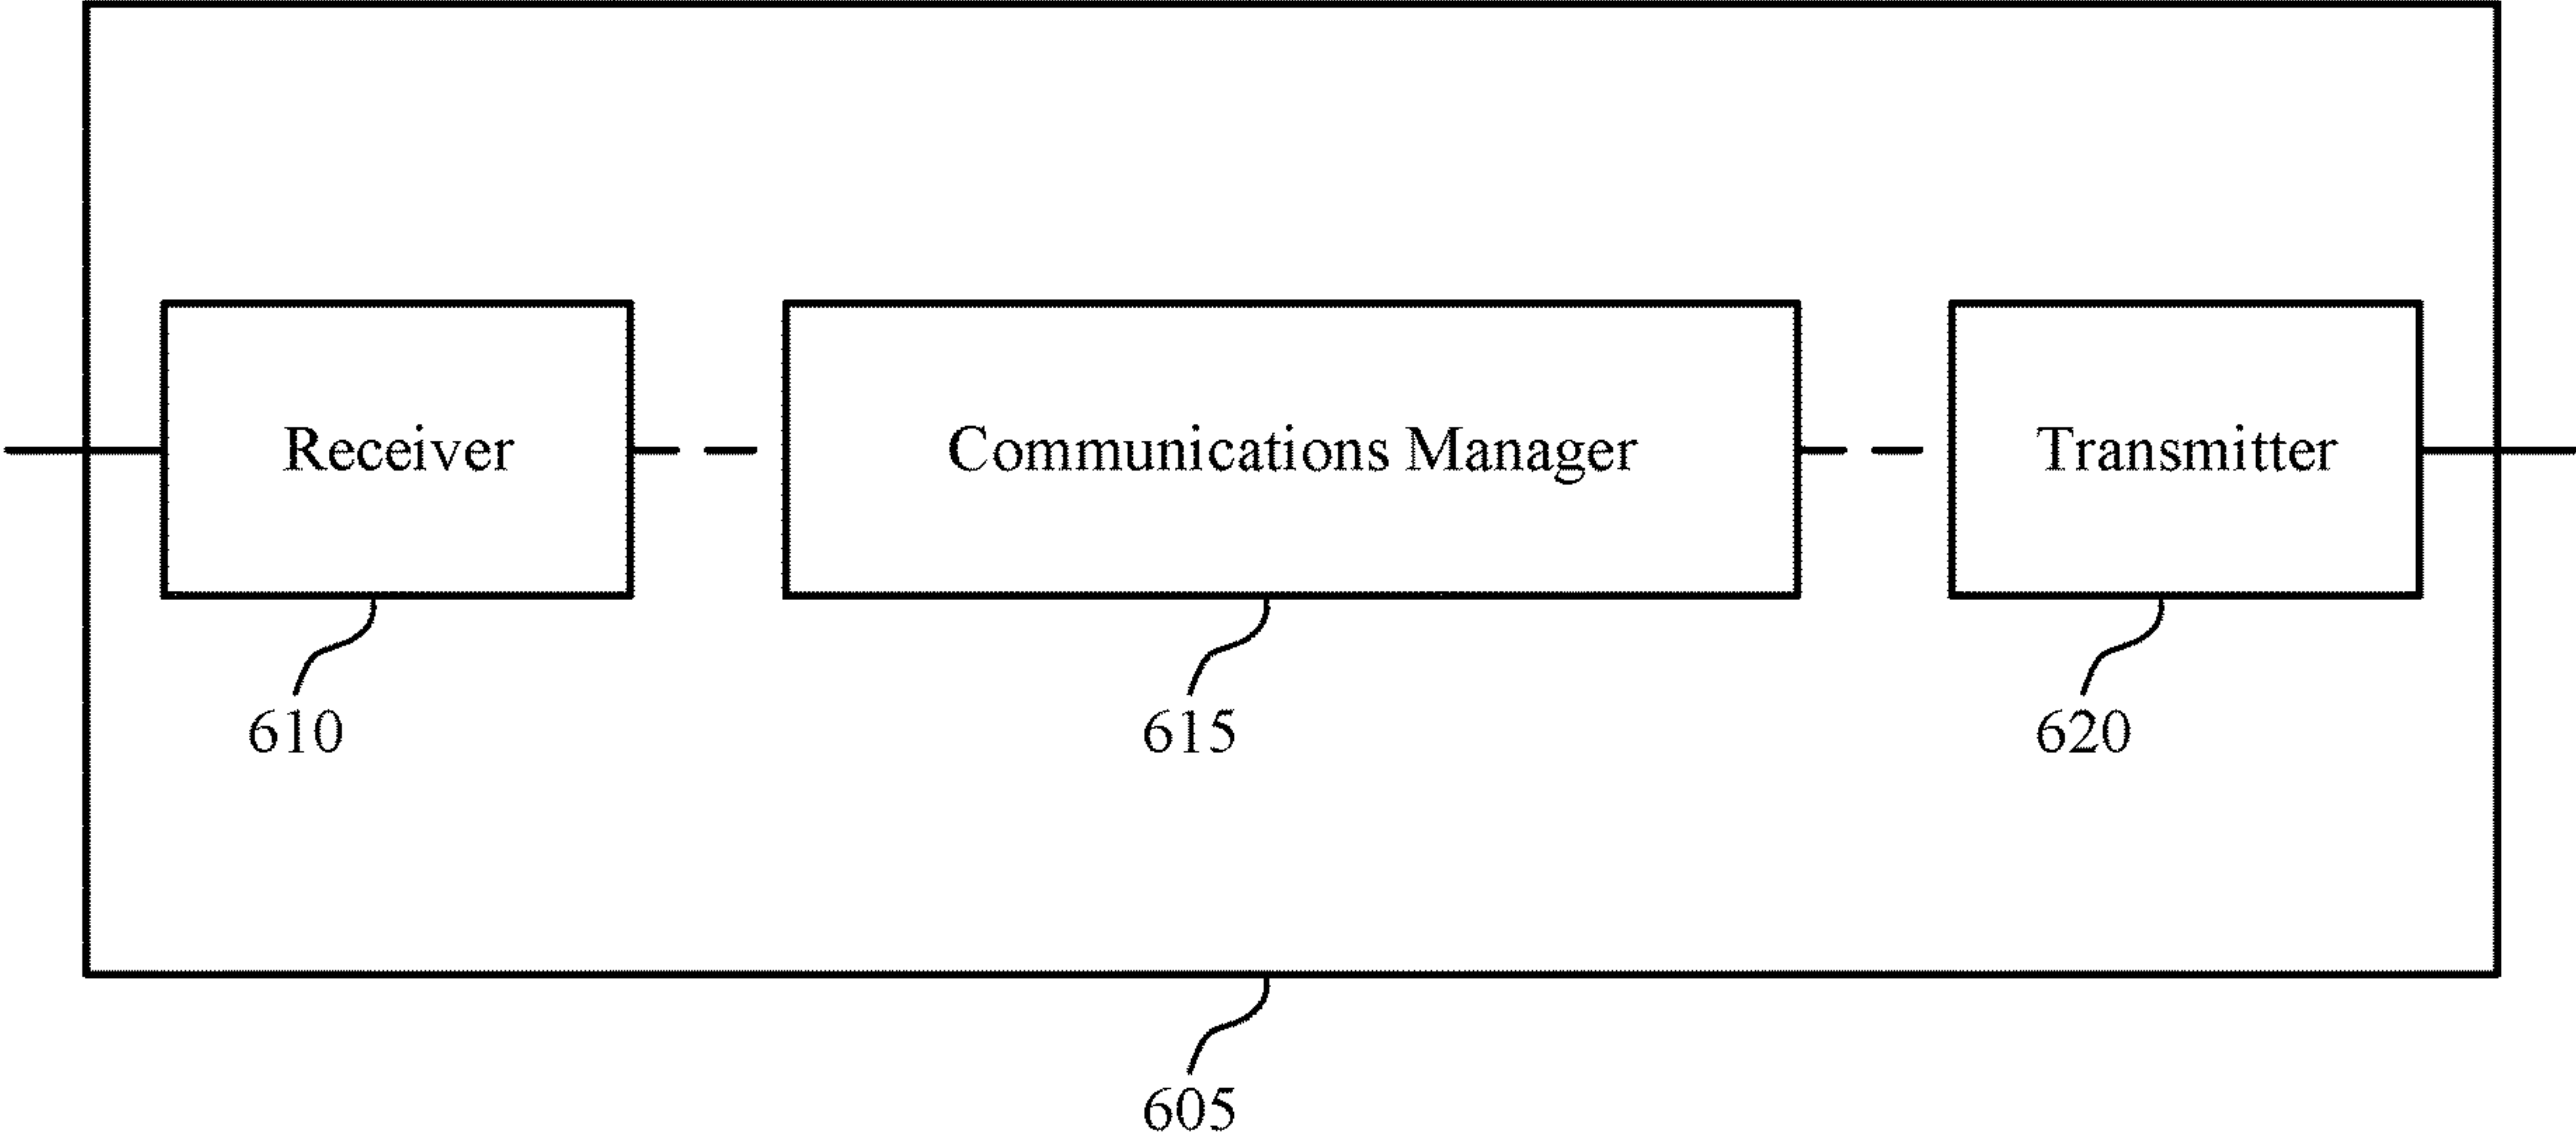 Receiver
Communications Manager
Transmitter
610
615
620
605